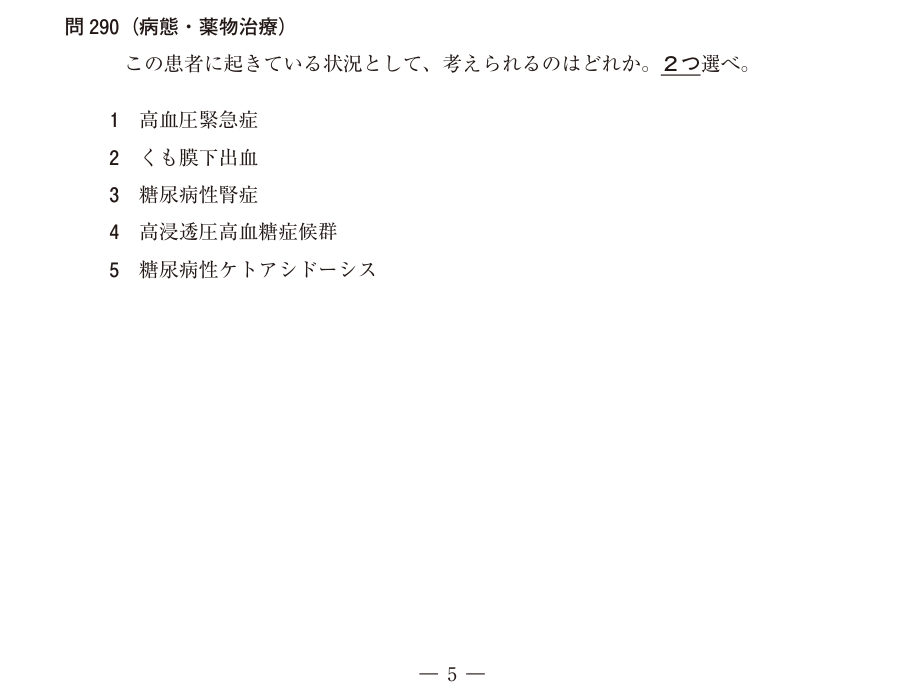 問 290（病態・薬物治療）
この患者に起きている状況として、考えられるのはどれか。２つ選べ。
1 高血圧緊急症
2 くも膜下出血
3 糖尿病性腎症
4 高浸透圧高血糖症候群
5 糖尿病性ケトアシドーシス
― 5 ―